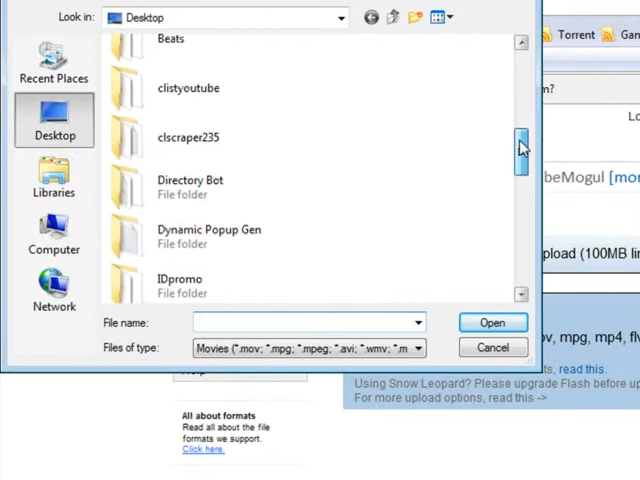 Look in:
Desktop
Recent Places
Desktop
Libraries
Computer
Network
Beats
clistyoutube
clscraper235
Directory Bot
File folder
Dynamic Popup Gen
File folder
IDpromo
File folder
File name:
Open
Files of type:
Movies (*.mov; *.mpg; *.mpeg; *.avi; *.wmv; *.m
Cancel
Torrent
m?
beMogul [mor
pload (100MB lin
ov, mpg, mp4, flv
ts, read this.
Using Snow Leopard? Please upgrade Flash before up
For more upload options, read this ->
All about formats
Read all about the file
formats we support.
Click here.